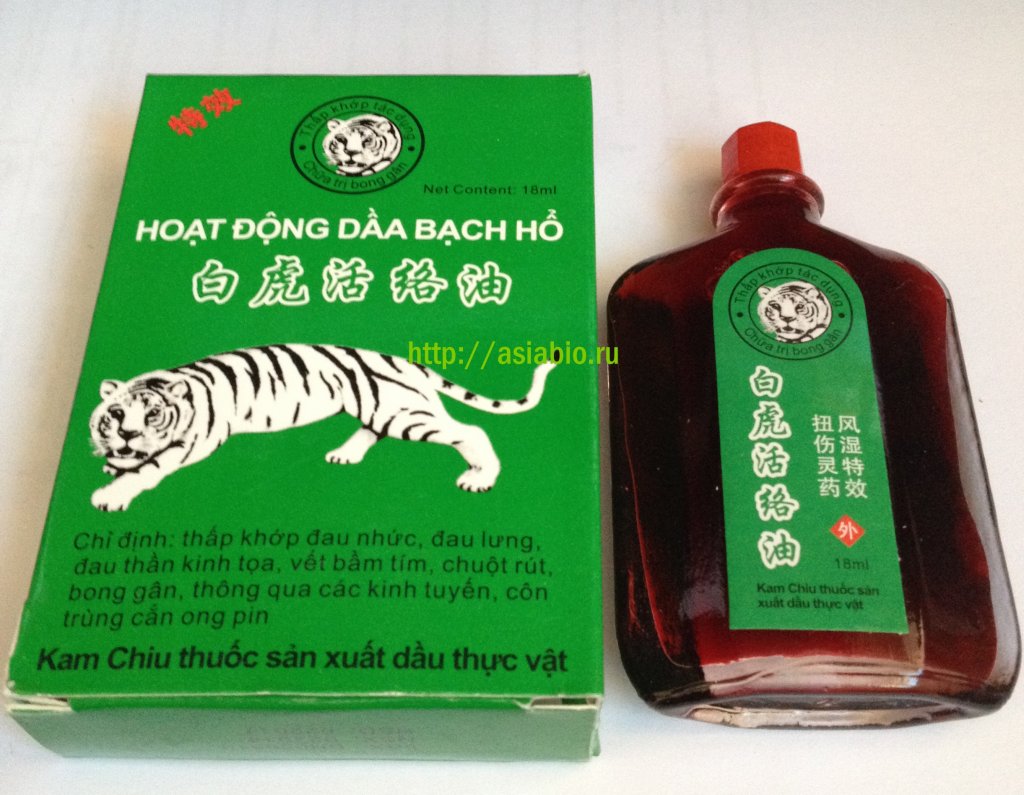 特效
Thấp khớp tác dụng
Chữa trị bong gân
Net Content: 18ml
HOẠT ĐỘNG DẦA BẠCH HỔ
白虎活络油
http://asiabio.ru
Chỉ định: thấp khớp đau nhức, đau lưng,
đau thần kinh tọa, vết bầm tím, chuột rút,
bong gân, thông qua các kinh tuyến, côn
trùng cắn ong pin
Kam Chiu thuốc sản xuất dầu thực vật
Thấp khớp tác dụng
Chữa trị bong gân
白虎活络油
风湿特效
扭伤灵药
外
18ml
Kam Chiu thuốc sản
xuất dầu thực vật